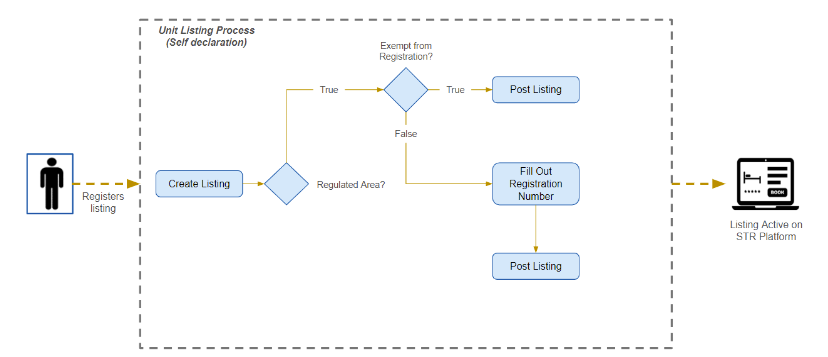 Unit Listing Process
(Self declaration)
Exempt from
Registration?
True
True
Post Listing
False
Registers
listing
Create Listing
Regulated Area?
Fill Out
Registration
Number
BOOK
Listing Active on
STR Platform
Post Listing